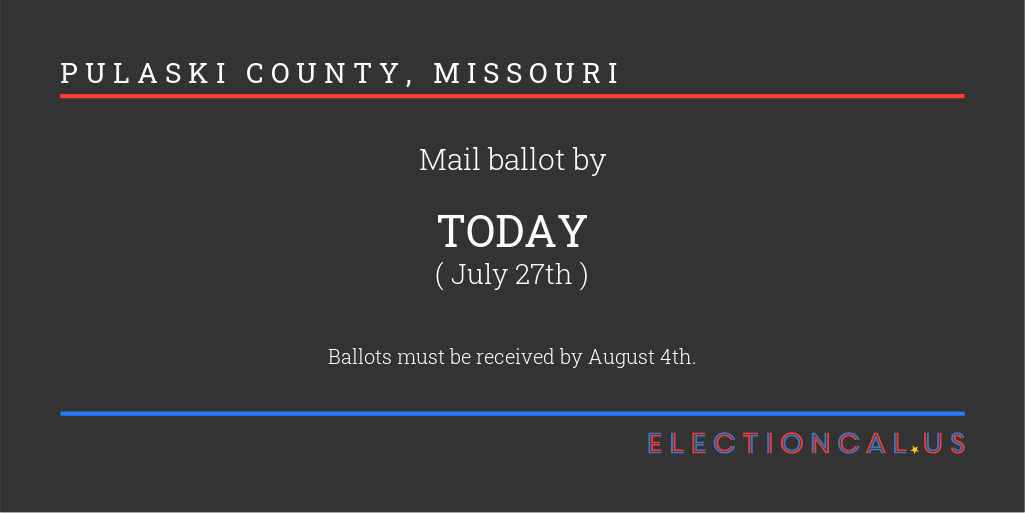 PULASKI COUNTY, MISSOURI
Mail ballot by
TODAY
( July 27th )
Ballots must be received by August 4th.
ELECTIONCAL.US